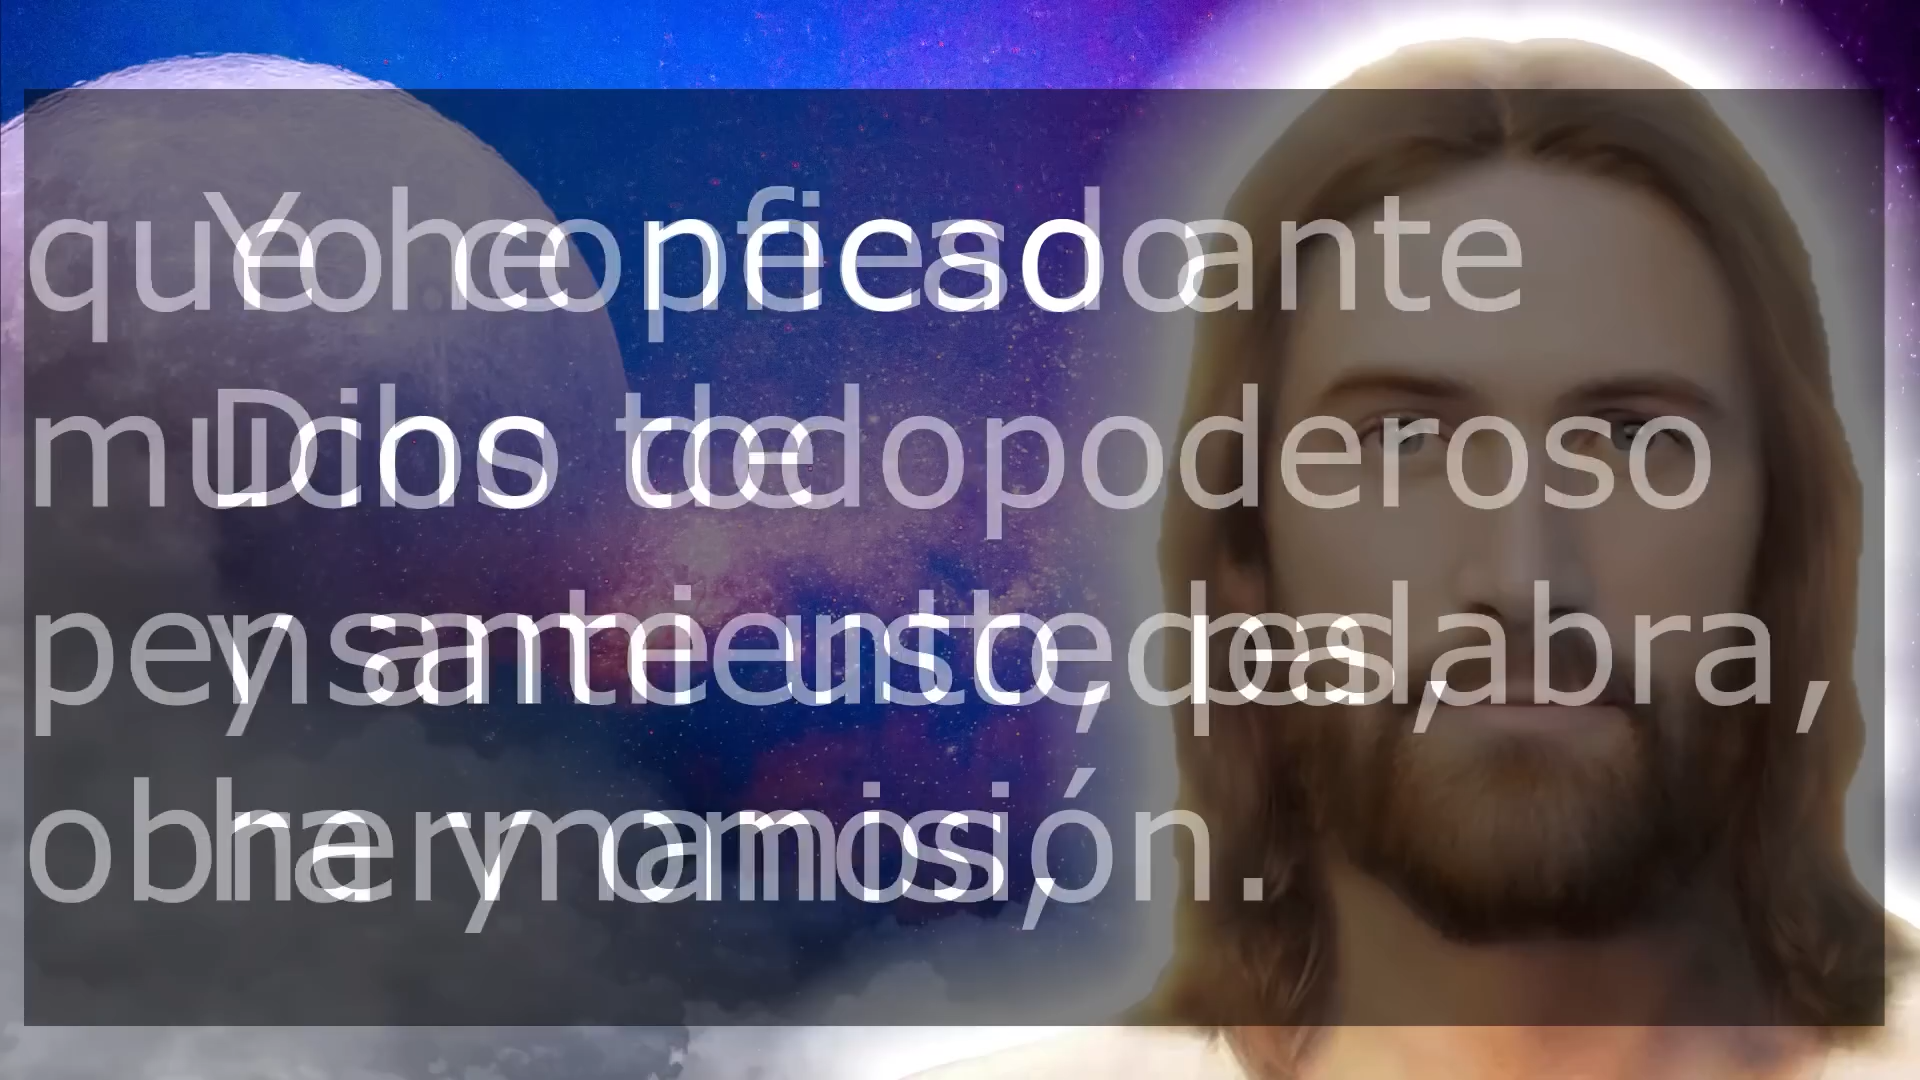 Yo confieso ante
Dios todopoderoso
y ante ustedes,
hermanos,
que he pecado
mucho de
pensamiento, palabra,
obra y omisión.